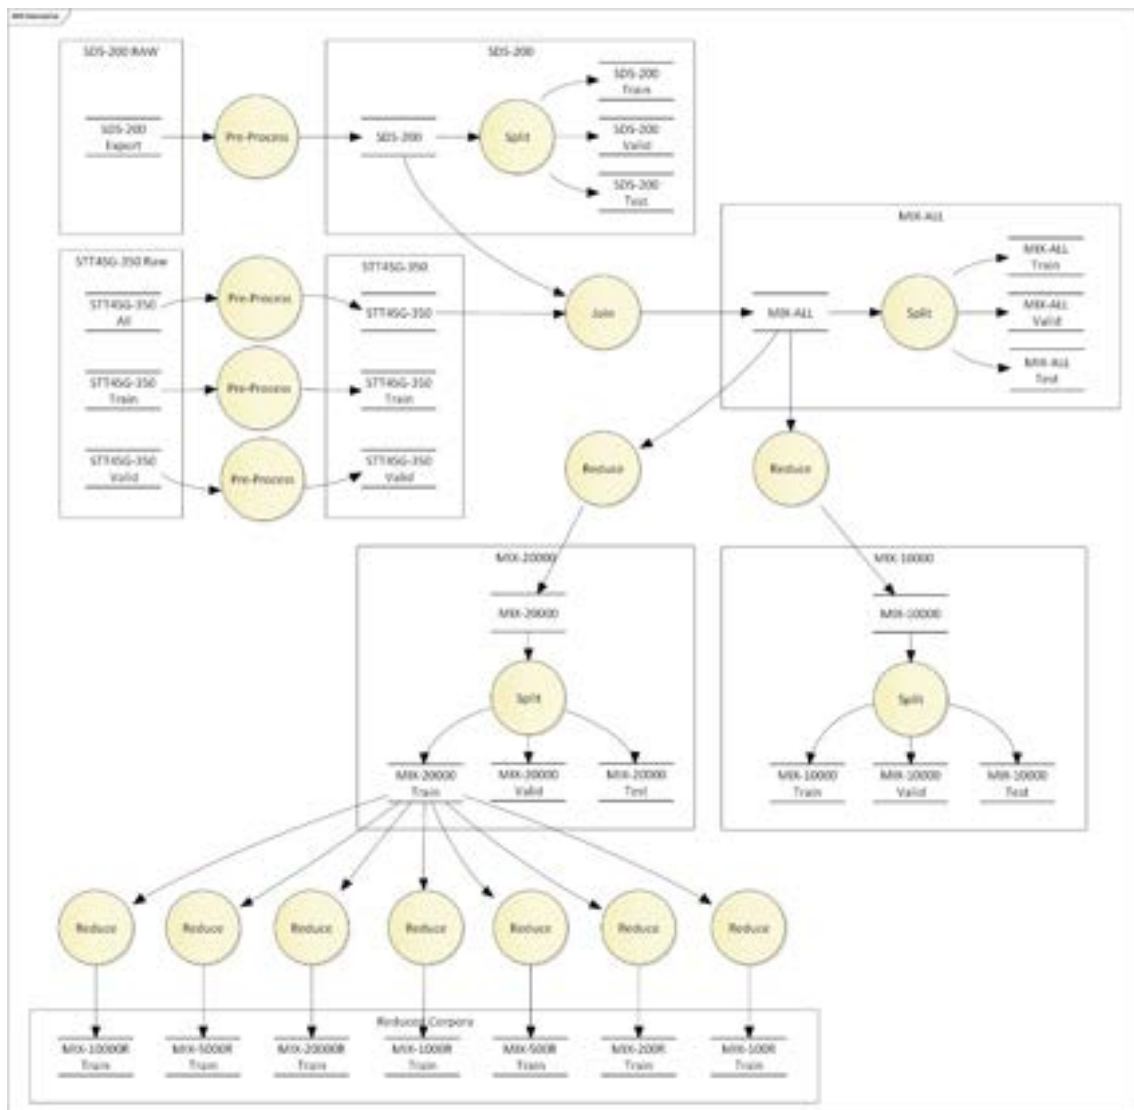 SDS-200 RAW
SDS-200
Export
Pre-Process
SDS-200
SDS-200
Split
SDS-200
Train
SDS-200
Valid
SDS-200
Test
STT4SG-350 Raw
STT4SG-350
All
STT4SG-350
Train
STT4SG-350
Valid
Pre-Process
Pre-Process
Pre-Process
STT4SG-350
STT4SG-350
STT4SG-350
Train
STT4SG-350
Valid
Join
MIX-ALL
MIX-ALL
Split
MIX-ALL
Train
MIX-ALL
Valid
MIX-ALL
Test
Reduce
Reduce
MIX-20000
MIX-20000
Split
MIX-20000
Train
MIX-20000
Valid
MIX-20000
Test
MIX-10000
MIX-10000
Split
MIX-10000
Train
MIX-10000
Valid
MIX-10000
Test
Reduce
Reduce
Reduce
Reduce
Reduce
Reduce
Reduce
Reduced Corpora
MIX-10000R
Train
MIX-5000R
Train
MIX-20000R
Train
MIX-1000R
Train
MIX-500R
Train
MIX-200R
Train
MIX-100R
Train